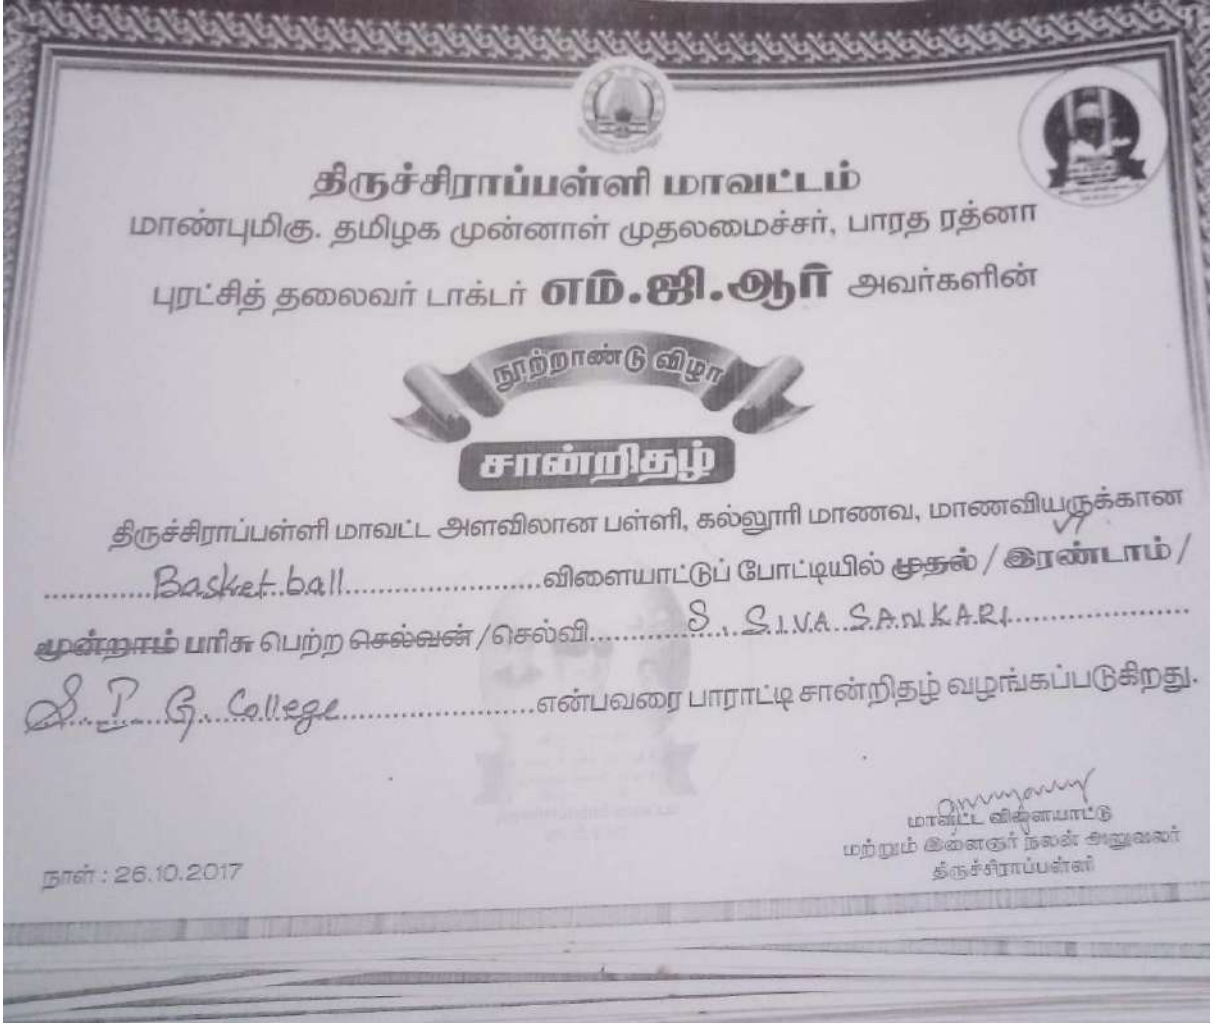 திருச்சிராப்பள்ளி மாவட்டம்
மாண்புமிகு. தமிழக முன்னாள் முதலமைச்சர், பாரத ரத்னா
புரட்சித் தலைவர் டாக்டர் எம்.ஜி.ஆர் அவர்களின்
நூற்றாண்டு விழா
சான்றிதழ்
திருச்சிராப்பள்ளி மாவட்ட அளவிலான பள்ளி, கல்லூரி மாணவ, மாணவியருக்கான
.............Basket.ball.......................விளையாட்டுப் போட்டியில் முதல் / இரண்டாம் /
மூன்றாம் பரிசு பெற்ற செல்வன் / செல்வி.............S...SIVA SANKARI......................
S. I. G. College.......................என்பவரை பாராட்டி சான்றிதழ் வழங்கப்படுகிறது.
மாவட்ட விளையாட்டு
மற்றும் இளைஞர் நலன் அலுவலர்
திருச்சிராப்பள்ளி
நாள் : 26.10.2017